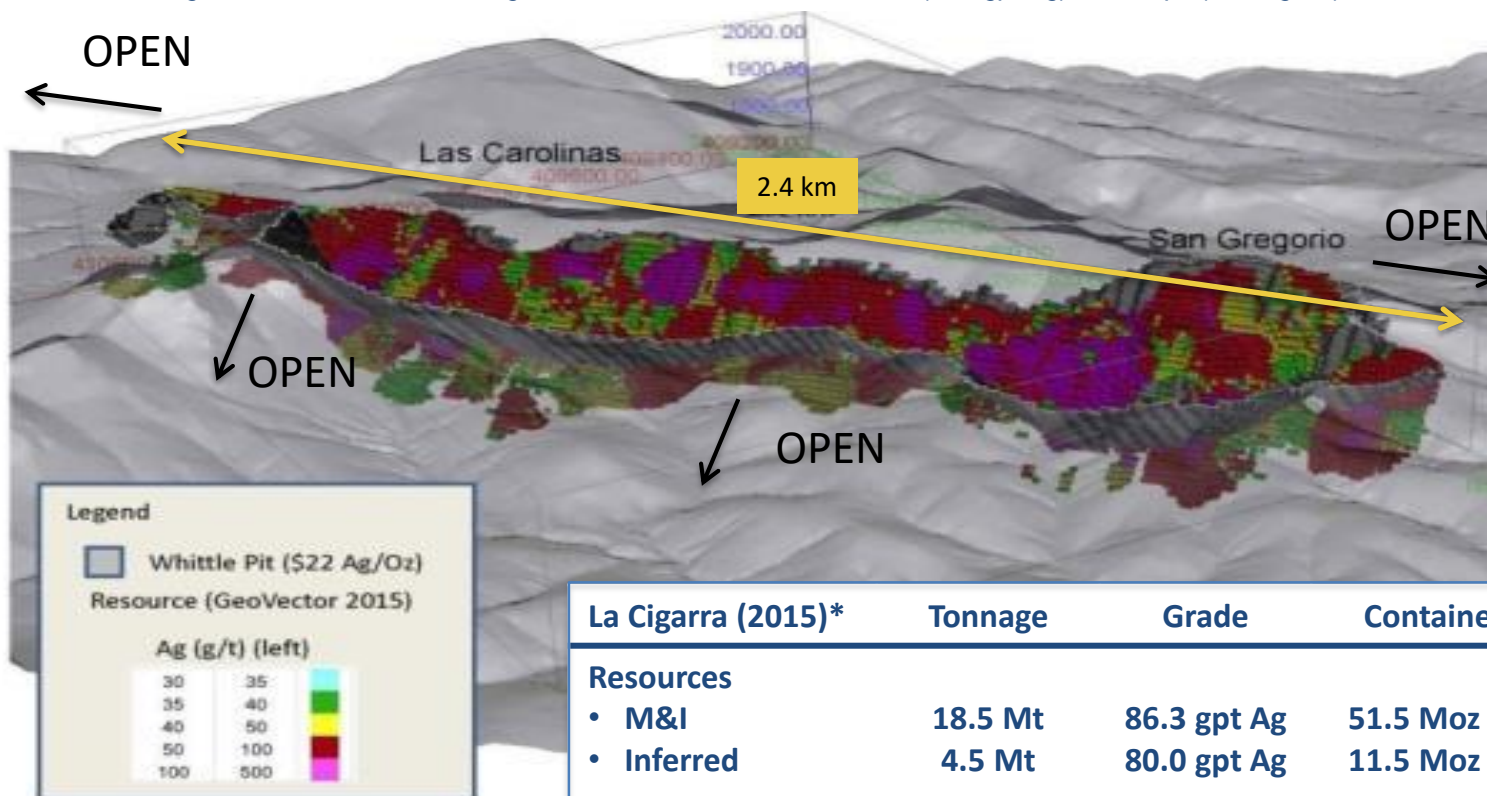 OPEN
2000.00
1900.00
Las Carolinas
2.4 km
San Gregorio
OPEN
OPEN
OPEN
Legend
Whittle Pit ($22 Ag/Oz)
Resource (GeoVector 2015)
Ag (g/t) (left)
30 35
35 40
40 50
50 100
100 500
La Cigarra (2015)* Tonnage Grade Containe
Resources
• M&I 18.5 Mt 86.3 gpt Ag 51.5 Moz
• Inferred 4.5 Mt 80.0 gpt Ag 11.5 Moz